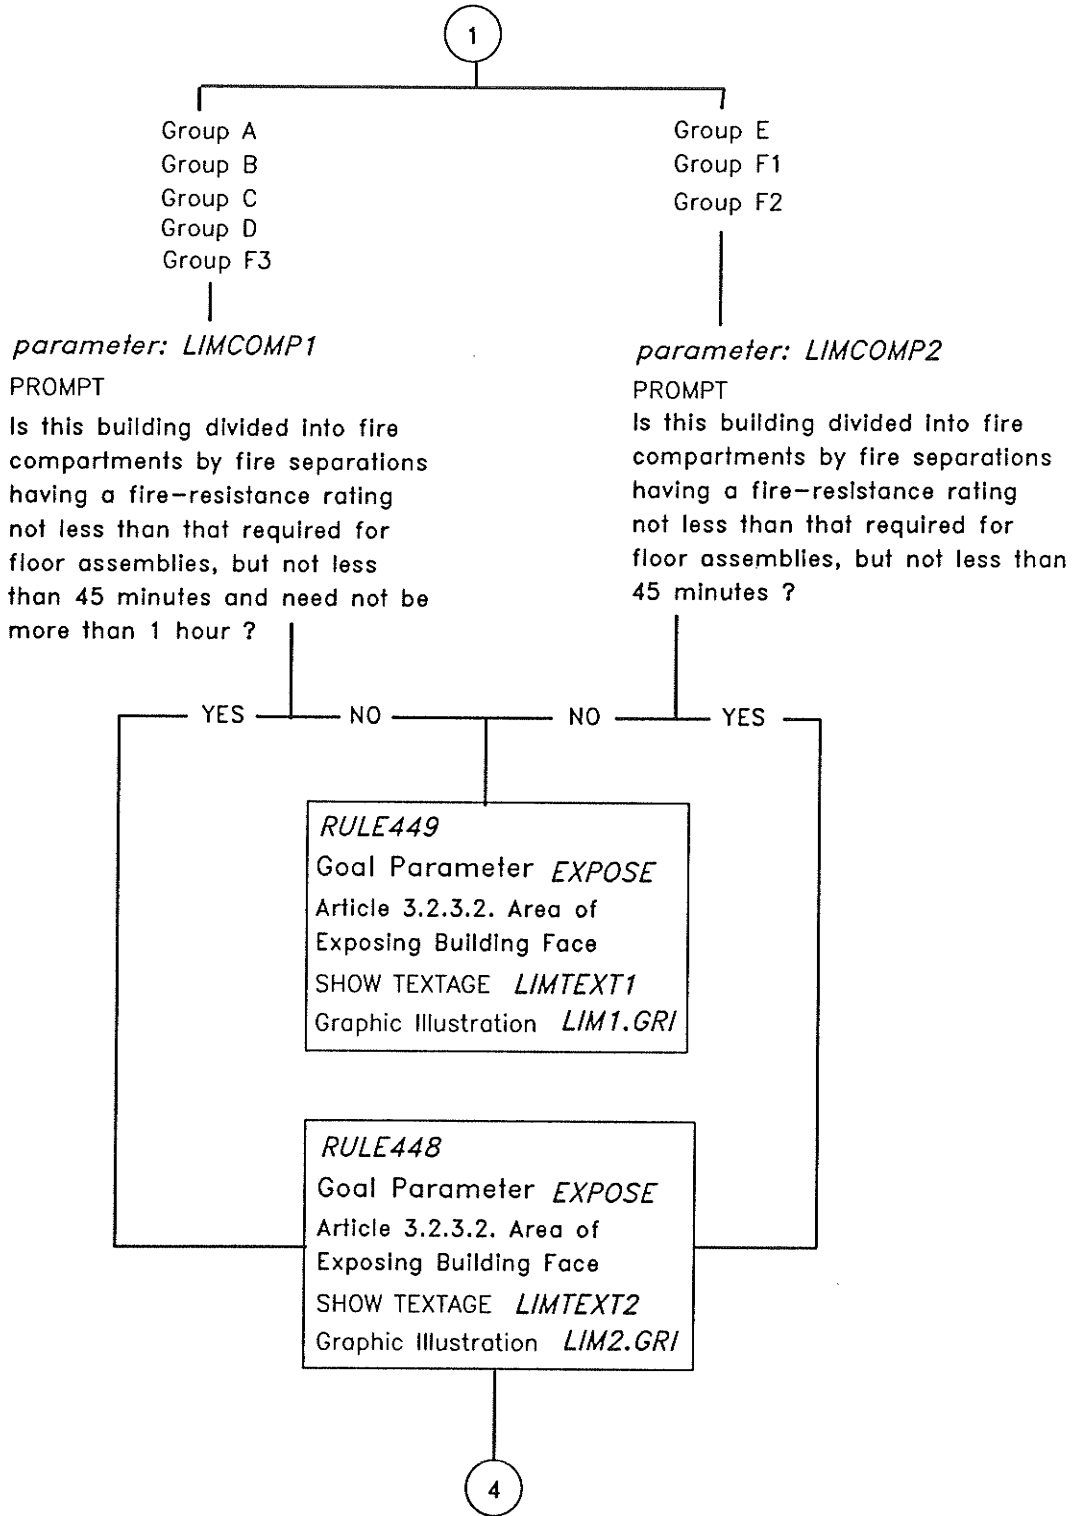 1
Group A
Group B
Group C
Group D
Group F3
parameter: LIMCOMP1
PROMPT
Is this building divided into fire
compartments by fire separations
having a fire-resistance rating
not less than that required for
floor assemblies, but not less
than 45 minutes and need not be
more than 1 hour ?
Group E
Group F1
Group F2
parameter: LIMCOMP2
PROMPT
Is this building divided into fire
compartments by fire separations
having a fire-resistance rating
not less than that required for
floor assemblies, but not less than
45 minutes ?
YES NO NO YES
RULE449
Goal Parameter EXPOSE
Article 3.2.3.2. Area of
Exposing Building Face
SHOW TEXTAGE LIMTEXT1
Graphic Illustration LIM1.GRI
RULE448
Goal Parameter EXPOSE
Article 3.2.3.2. Area of
Exposing Building Face
SHOW TEXTAGE LIMTEXT2
Graphic Illustration LIM2.GRI
4